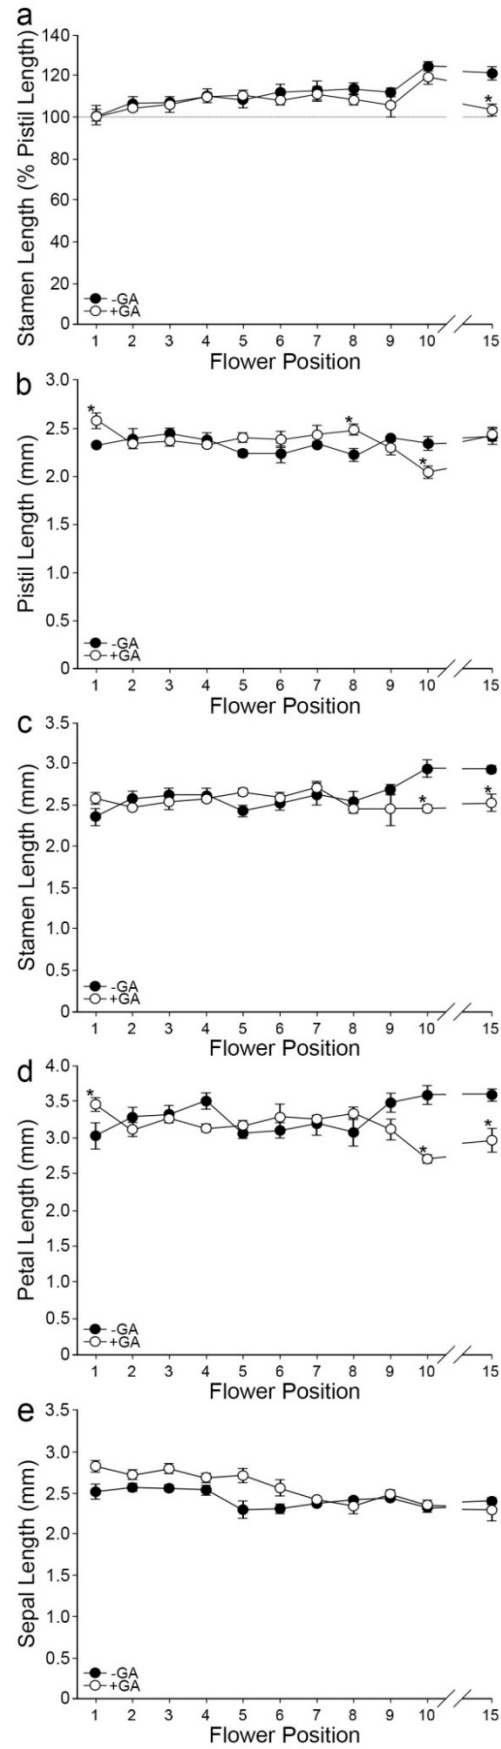 a
Stamen Length (% Pistil Length)
140
120
100
80
60
40
20
0
*
-GA
+GA
1 2 3 4 5 6 7 8 9 10 15
Flower Position
b
Pistil Length (mm)
3.0
2.5
2.0
1.5
1.0
0.5
0
* * *
-GA
+GA
1 2 3 4 5 6 7 8 9 10 15
Flower Position
c
Stamen Length (mm)
3.5
3.0
2.5
2.0
1.5
1.0
0.5
0
* *
-GA
+GA
1 2 3 4 5 6 7 8 9 10 15
Flower Position
d
Petal Length (mm)
4.0
3.5
3.0
2.5
2.0
1.5
1.0
0.5
0
* * *
-GA
+GA
1 2 3 4 5 6 7 8 9 10 15
Flower Position
e
Sepal Length (mm)
3.5
3.0
2.5
2.0
1.5
1.0
0.5
0
-GA
+GA
1 2 3 4 5 6 7 8 9 10 15
Flower Position